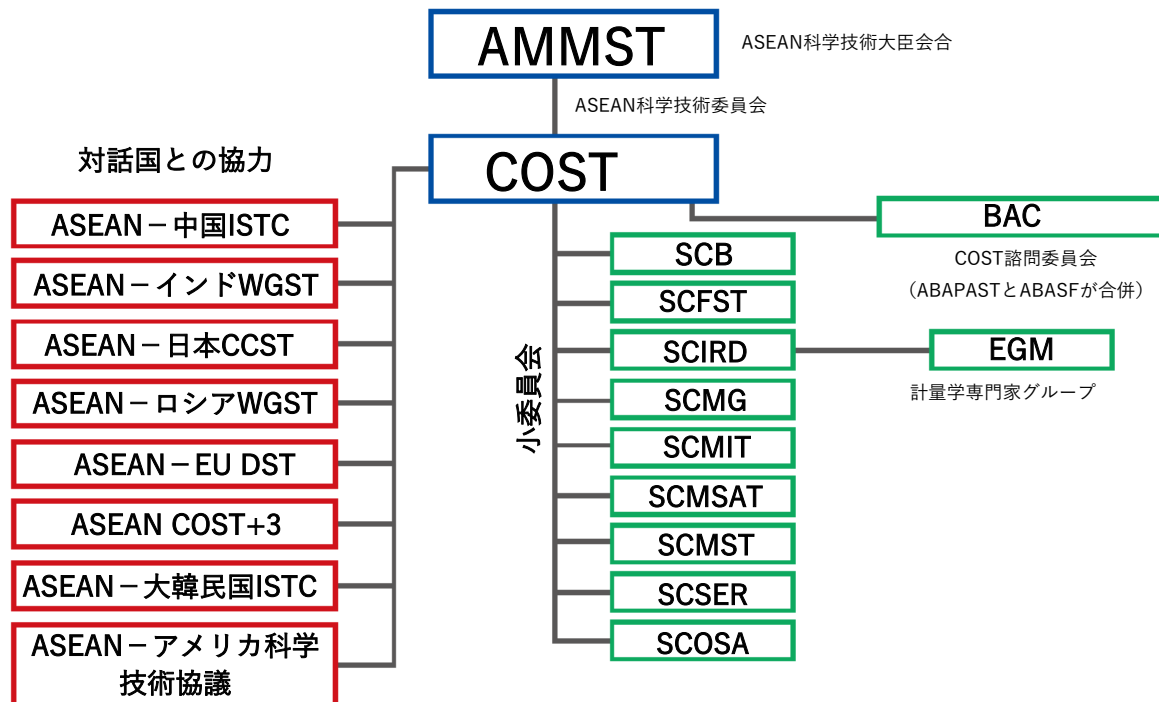 AMMST
ASEAN科学技術大臣会合
ASEAN科学技術委員会
COST
対話国との協力
ASEAN－中国ISTC
ASEAN－インドWGST
ASEAN－日本CCST
ASEAN－ロシアWGST
ASEAN－EU DST
ASEAN COST+3
ASEAN－大韓民国ISTC
ASEAN－アメリカ科学
技術協議
小委員会
SCB
SCFST
SCIRD
SCMG
SCMIT
SCMSAT
SCMST
SCSER
SCOSA
BAC
COST諮問委員会
（ABAPASTとABASFが合併）
EGM
計量学専門家グループ